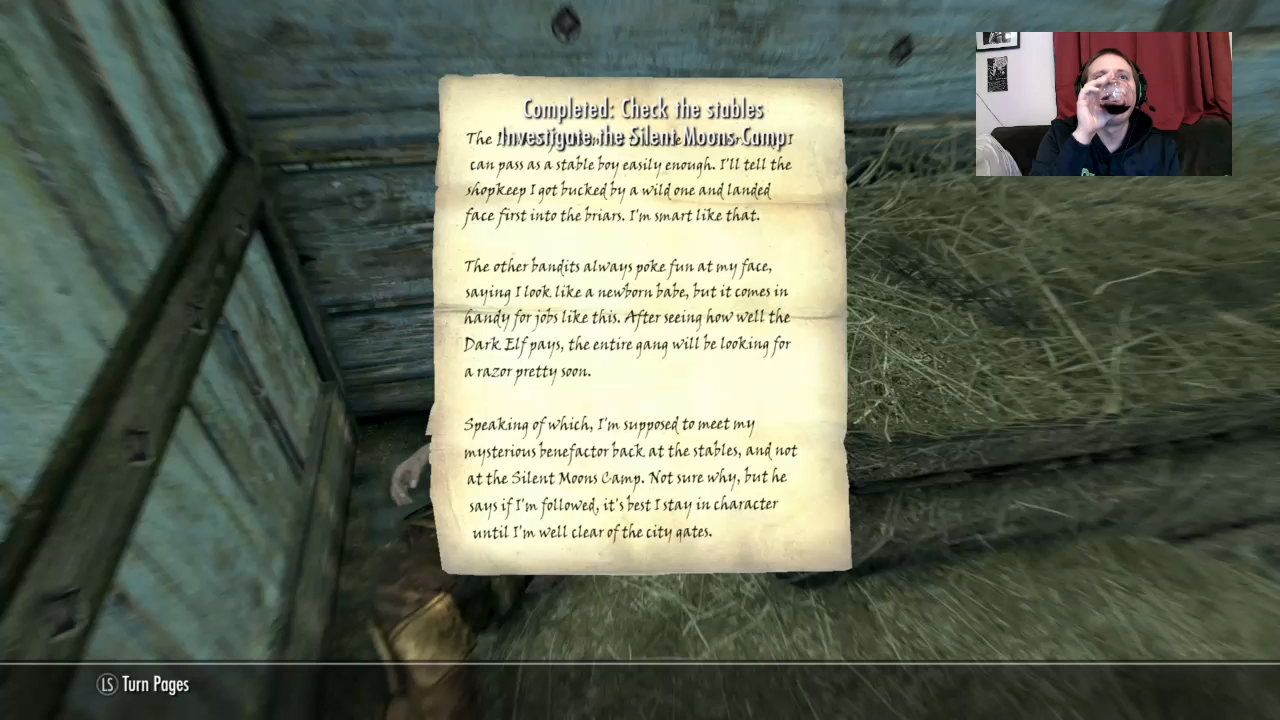 Completed: Check the stables
Investigate the Silent Moons Camp
The I
can pass as a stable boy easily enough. I'll tell the
shopkeep I got bucked by a wild one and landed
face first into the briars. I'm smart like that.
The other bandits always poke fun at my face,
saying I look like a newborn babe, but it comes in
handy for jobs like this. After seeing how well the
Dark Elf pays, the entire gang will be looking for
a razor pretty soon.
Speaking of which, I'm supposed to meet my
mysterious benefactor back at the stables, and not
at the Silent Moons Camp. Not sure why, but he
says if I'm followed, it's best I stay in character
until I'm well clear of the city gates.
LS Turn Pages